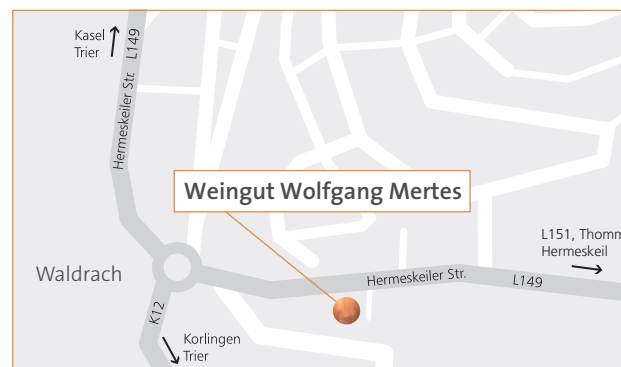 Kasel
Trier
L149
Hermeskeiler Str.
Weingut Wolfgang Mertes
L151, Thomm
Hermeskeil
Waldrach
Hermeskeiler Str.
L149
K12
Korlingen
Trier